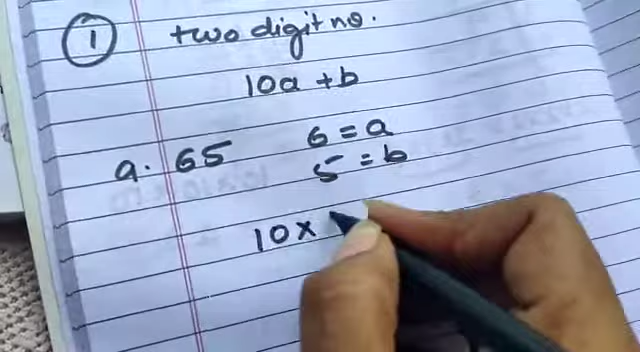 1 two digit no.
10a + b
a. 65 6 = a
5 = b
10x